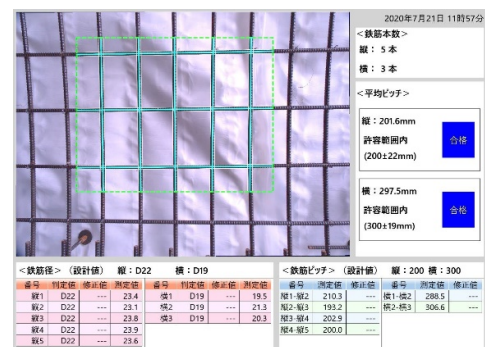 2020年7月21日 11時57分
<鉄筋本数>
縦： 5 本
横： 3 本
<平均ピッチ>
縦：201.6mm
許容範囲内
(200±22mm)
合格
横：297.5mm
許容範囲内
(300±19mm)
合格
<鉄筋径> （設計値） 縦：D22 横：D19
番号 判定値 修正値 測定値 番号 判定値 修正値 測定値
縦1 D22 --- 23.4 横1 D19 --- 19.5
縦2 D22 --- 23.1 横2 D19 --- 21.3
縦3 D22 --- 23.8 横3 D19 --- 20.3
縦4 D22 --- 23.9
縦5 D22 --- 23.6
<鉄筋ピッチ> （設計値） 縦：200 横：300
番号 測定値 修正値 番号 測定値 修正値
縦1-縦2 210.3 --- 横1-横2 288.5 ---
縦2-縦3 193.2 --- 横2-横3 306.6 ---
縦3-縦4 202.9 ---
縦4-縦5 200.0 ---